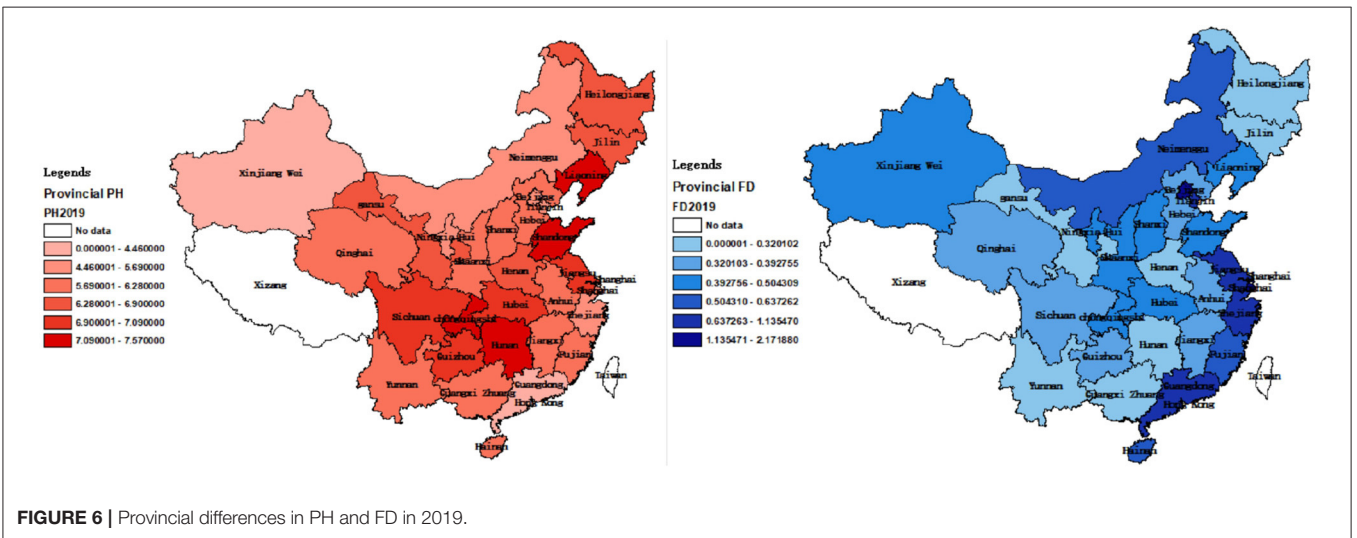 Legends
Provincial PH
PH2019
No data
0.000001 - 4.460000
4.460001 - 5.690000
5.690001 - 6.280000
6.280001 - 6.900000
6.900001 - 7.090000
7.090001 - 7.570000
Heilongjiang
Jilin
Xinjiang Wei
Neimenggu
Liaoning
gansu
Hebei
Shanxi
Shandong
Ningxia Hui
Qinghai
Henan
Jiangsu
Shanghai
Xizang
Hubei
Anhui
Sichuan
Zhejiang
Hunan
Jiangxi
Guizhou
Fujian
Yunnan
Guangxi Zhuang
Guangdong
Hong Kong
Taiwan
Hainan
Legends
Provincial FD
FD2019
No data
0.000001 - 0.320102
0.320103 - 0.392755
0.392756 - 0.504309
0.504310 - 0.637262
0.637263 - 1.135470
1.135471 - 2.171880
Heilongjiang
Jilin
Neimenggu
Xinjiang Wei
Liaoning
gansu
Hebei
Shanxi
Shandong
Ningxia Hui
Qinghai
Henan
Jiangsu
Shanghai
Xizang
Hubei
Anhui
Sichuan
Zhejiang
Hunan
Jiangxi
Guizhou
Fujian
Yunnan
Guangxi Zhuang
Guangdong
Hong Kong
Taiwan
Hainan
FIGURE 6 | Provincial differences in PH and FD in 2019.